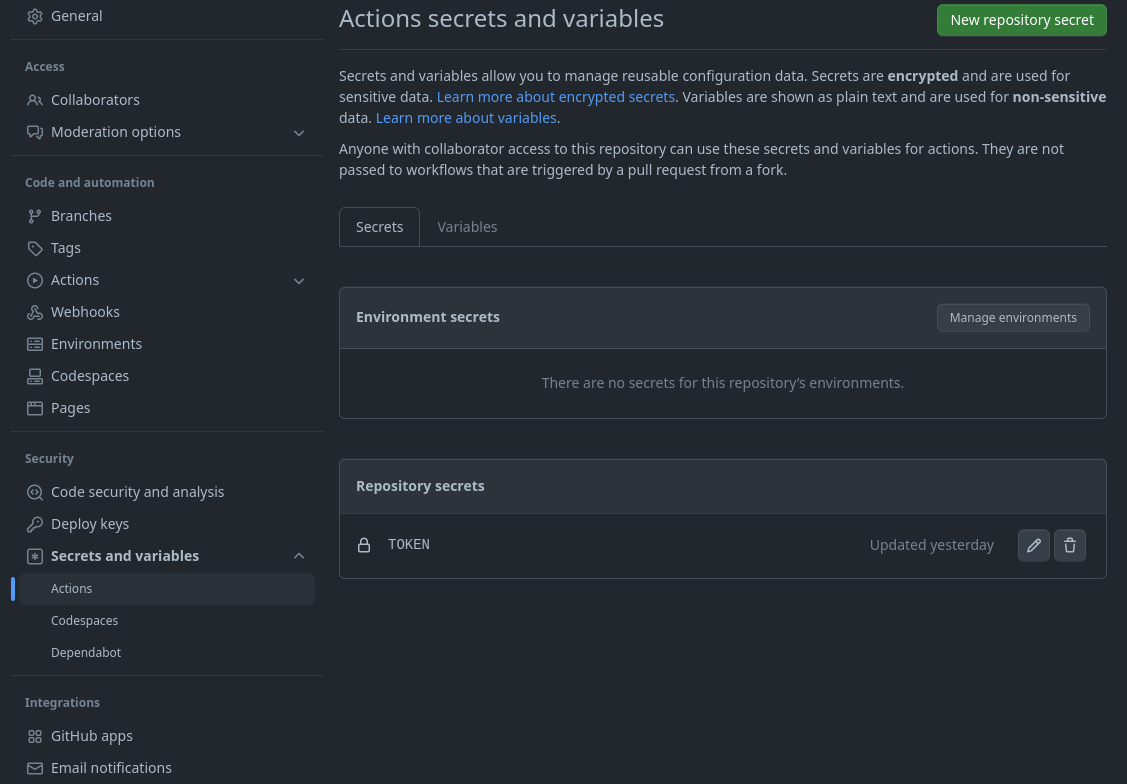 General
Access
Collaborators
Moderation options
Code and automation
Branches
Tags
Actions
Webhooks
Environments
Codespaces
Pages
Security
Code security and analysis
Deploy keys
Secrets and variables
Actions
Codespaces
Dependabot
Integrations
GitHub apps
Email notifications
Actions secrets and variables
New repository secret
Secrets and variables allow you to manage reusable configuration data. Secrets are encrypted and are used for
sensitive data. Learn more about encrypted secrets. Variables are shown as plain text and are used for non-sensitive
data. Learn more about variables.
Anyone with collaborator access to this repository can use these secrets and variables for actions. They are not
passed to workflows that are triggered by a pull request from a fork.
Secrets
Variables
Environment secrets
Manage environments
There are no secrets for this repository’s environments.
Repository secrets
TOKEN
Updated yesterday